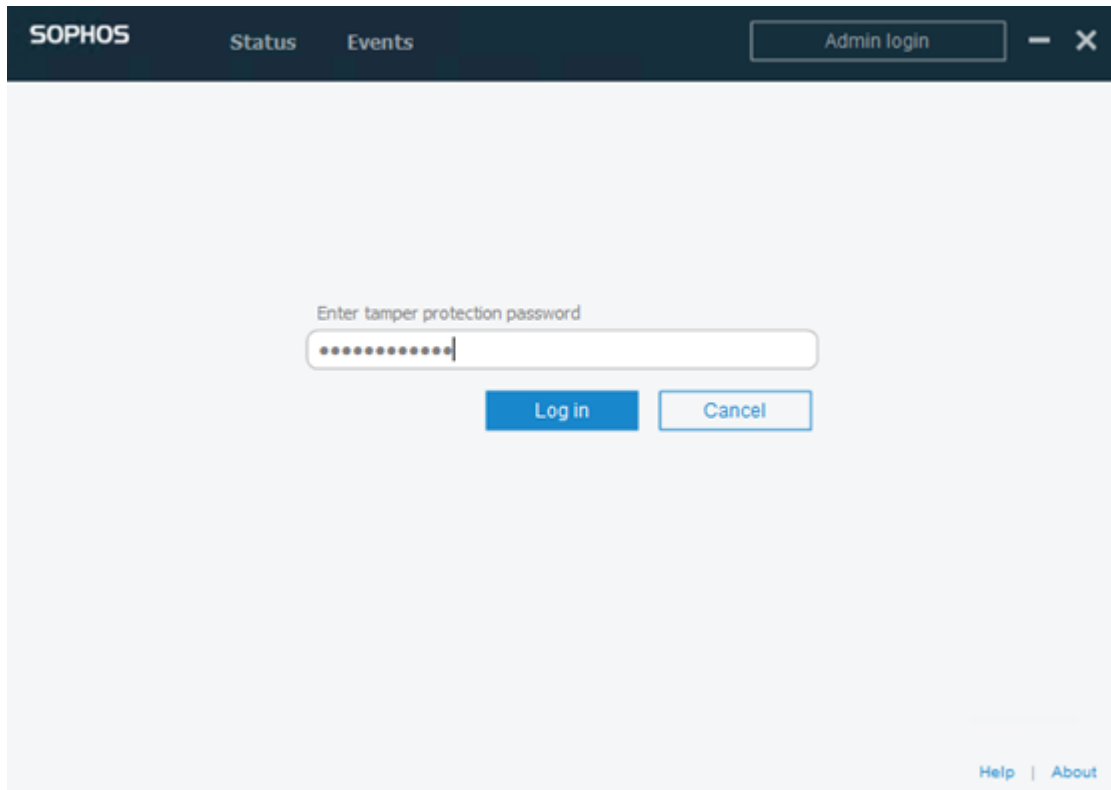 SOPHOS Status Events Admin login
Enter tamper protection password
Log in Cancel
Help | About